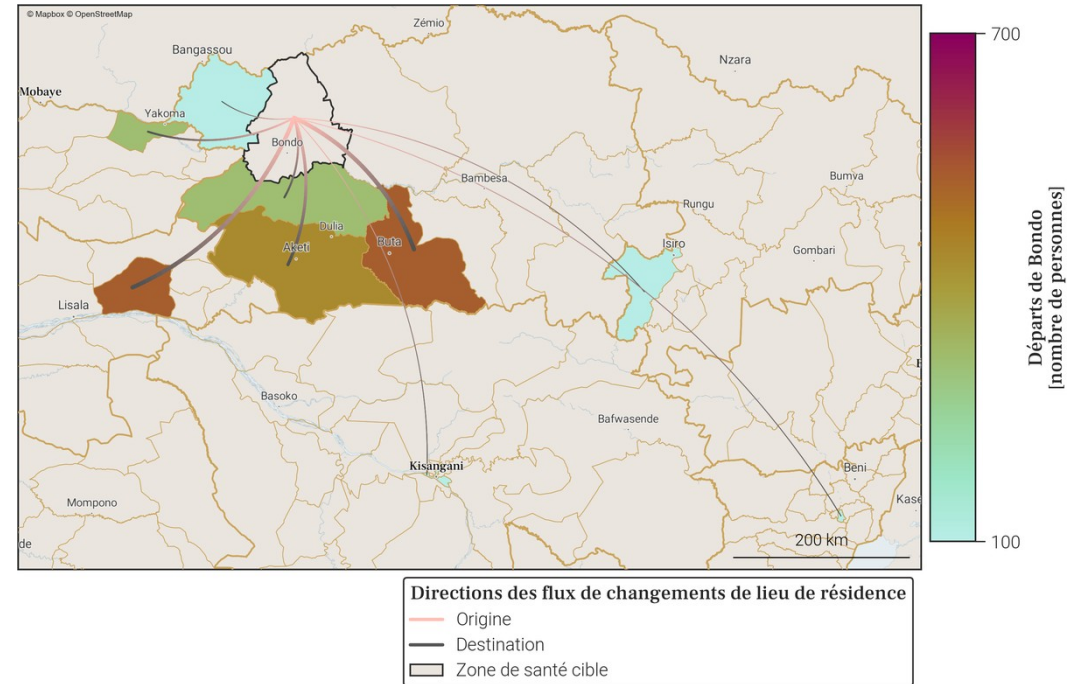 © Mapbox © OpenStreetMap
Zémio
Bangassou
Nzara
Mobaye
Yakoma
Bondo
Bambesa
Bumva
Rungu
Dulia
Isiro
Aketi
Buta
Gombari
Lisala
Basoko
Bafwasende
Kisangani
Beni
Mompono
Kase
de
200 km
700
100
Départs de Bondo
[nombre de personnes]
Directions des flux de changements de lieu de résidence
Origine
Destination
Zone de santé cible